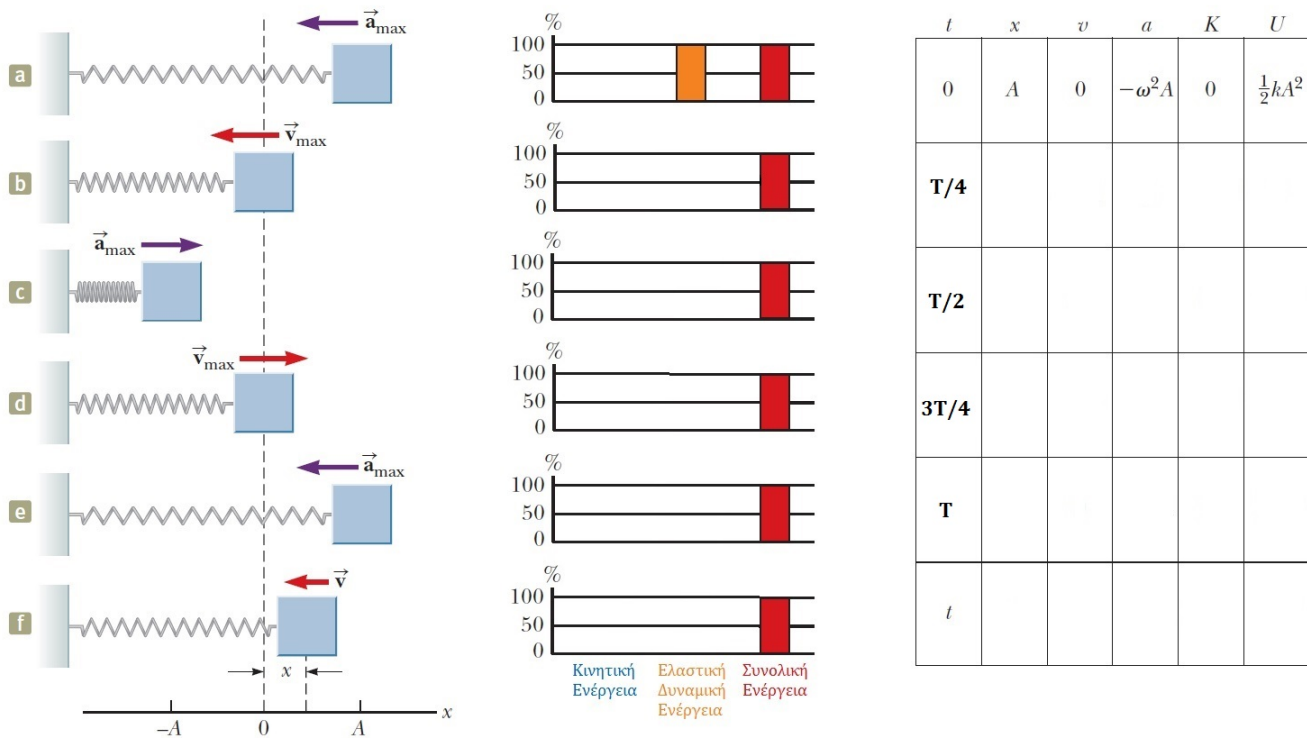 a
a⃗max
%
100
50
0
b
v⃗max
%
100
50
0
c
a⃗max
%
100
50
0
d
v⃗max
%
100
50
0
e
a⃗max
%
100
50
0
f
v⃗
x
%
100
50
0
Κινητική
Ενέργεια
Ελαστική
Δυναμική
Ενέργεια
Συνολική
Ενέργεια
−A 0 A x
t x v a K U
0 A 0 −ω²A 0 ½kA²
T/4
T/2
3T/4
T
t